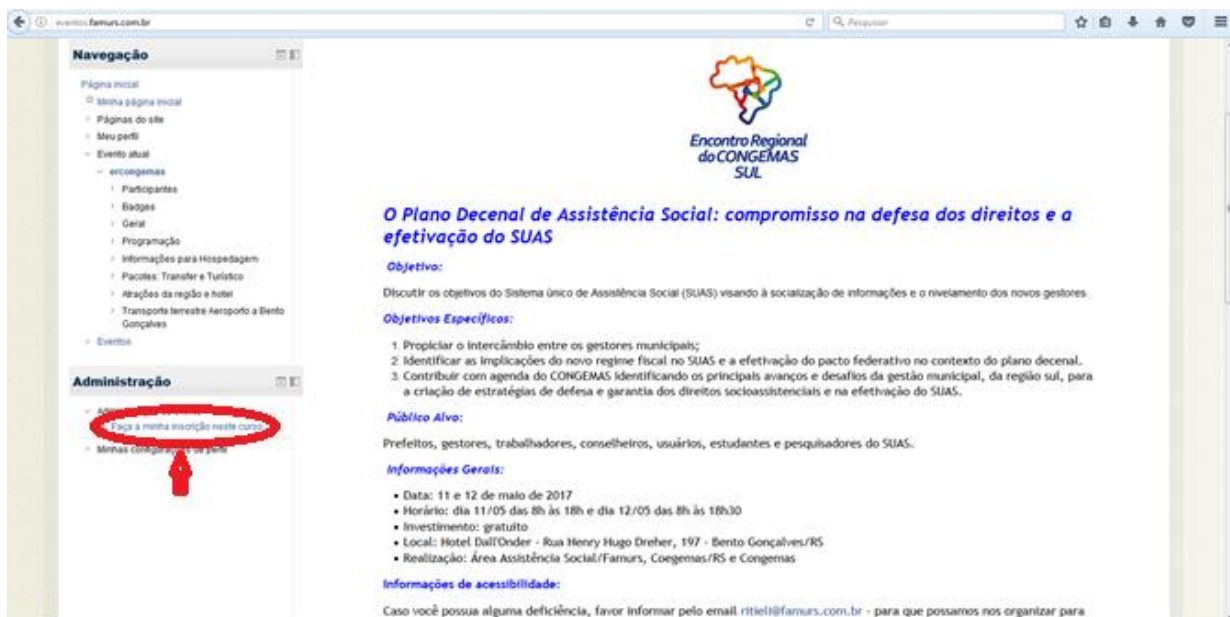 eventos.famurs.com.br
Pesquisar
Navegação
Página inicial
Minha página inicial
Páginas do site
Meu perfil
Evento atual
ercongemas
Participantes
Badges
Geral
Programação
Informações para Hospedagem
Pacotes: Transfer e Turístico
Atrações da região e hotel
Transporte terrestre Aeroporto a Bento
Gonçalves
Eventos
Administração
Faça a minha inscrição neste curso
Minhas configurações de perfil
Encontro Regional
do CONGEMAS
SUL
O Plano Decenal de Assistência Social: compromisso na defesa dos direitos e a
efetivação do SUAS
Objetivo:
Discutir os objetivos do Sistema único de Assistência Social (SUAS) visando à socialização de informações e o nivelamento dos novos gestores.
Objetivos Específicos:
1. Propiciar o intercâmbio entre os gestores municipais;
2. Identificar as implicações do novo regime fiscal no SUAS e a efetivação do pacto federativo no contexto do plano decenal.
3. Contribuir com agenda do CONGEMAS identificando os principais avanços e desafios da gestão municipal, da região sul, para
a criação de estratégias de defesa e garantia dos direitos socioassistenciais e na efetivação do SUAS.
Público Alvo:
Prefeitos, gestores, trabalhadores, conselheiros, usuários, estudantes e pesquisadores do SUAS.
Informações Gerais:
• Data: 11 e 12 de maio de 2017
• Horário: dia 11/05 das 8h às 18h e dia 12/05 das 8h às 18h30
• Investimento: gratuito
• Local: Hotel Dall'Onder - Rua Henry Hugo Dreher, 197 - Bento Gonçalves/RS
• Realização: Área Assistência Social/Famurs, Coegemas/RS e Congemas
Informações de acessibilidade:
Caso você possua alguma deficiência, favor informar pelo email ritieli@famurs.com.br - para que possamos nos organizar para